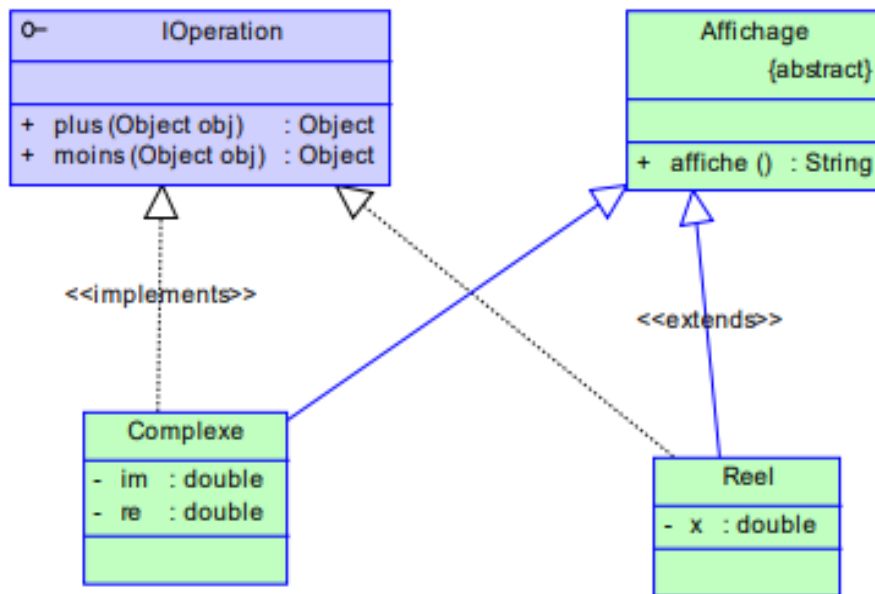 IOperation
+ plus (Object obj) : Object
+ moins (Object obj) : Object
Affichage
{abstract}
+ affiche () : String
<<implements>>
<<extends>>
Complexe
- im : double
- re : double
Reel
- x : double